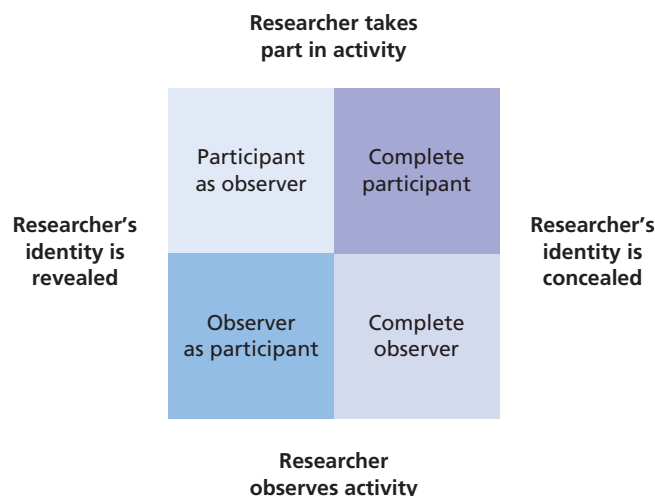 Researcher takes
part in activity
Participant
as observer
Complete
participant
Researcher's
identity is
revealed
Researcher's
identity is
concealed
Observer
as participant
Complete
observer
Researcher
observes activity